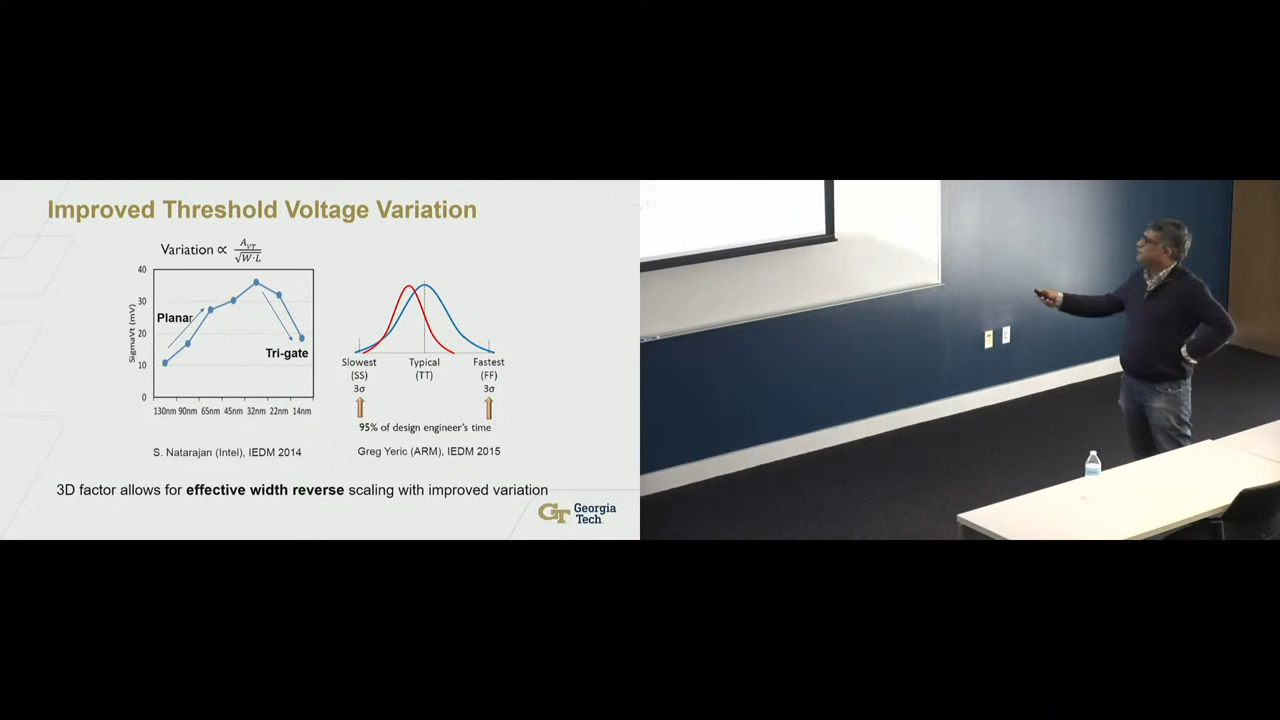 Improved Threshold Voltage Variation
Variation ∝ A_VT / √W·L
40
30
20
10
0
SigmaVt (mV)
Planar
Tri-gate
130nm 90nm 65nm 45nm 32nm 22nm 14nm
S. Natarajan (Intel), IEDM 2014
Slowest Typical Fastest
(SS) (TT) (FF)
3σ 3σ
95% of design engineer's time
Greg Yeric (ARM), IEDM 2015
3D factor allows for effective width reverse scaling with improved variation
GT Georgia
Tech